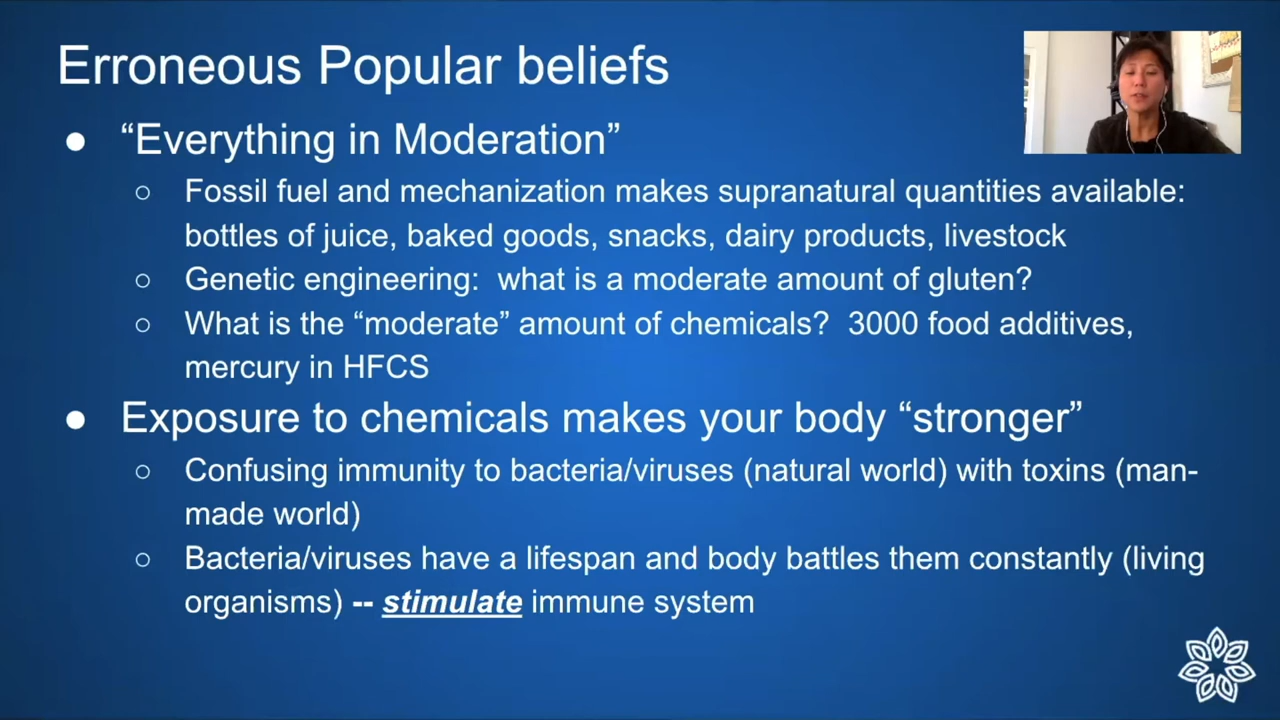 Erroneous Popular beliefs
● “Everything in Moderation”
○ Fossil fuel and mechanization makes supranatural quantities available:
bottles of juice, baked goods, snacks, dairy products, livestock
○ Genetic engineering:  what is a moderate amount of gluten?
○ What is the “moderate” amount of chemicals?  3000 food additives,
mercury in HFCS
● Exposure to chemicals makes your body “stronger”
○ Confusing immunity to bacteria/viruses (natural world) with toxins (man-
made world)
○ Bacteria/viruses have a lifespan and body battles them constantly (living
organisms) -- stimulate immune system